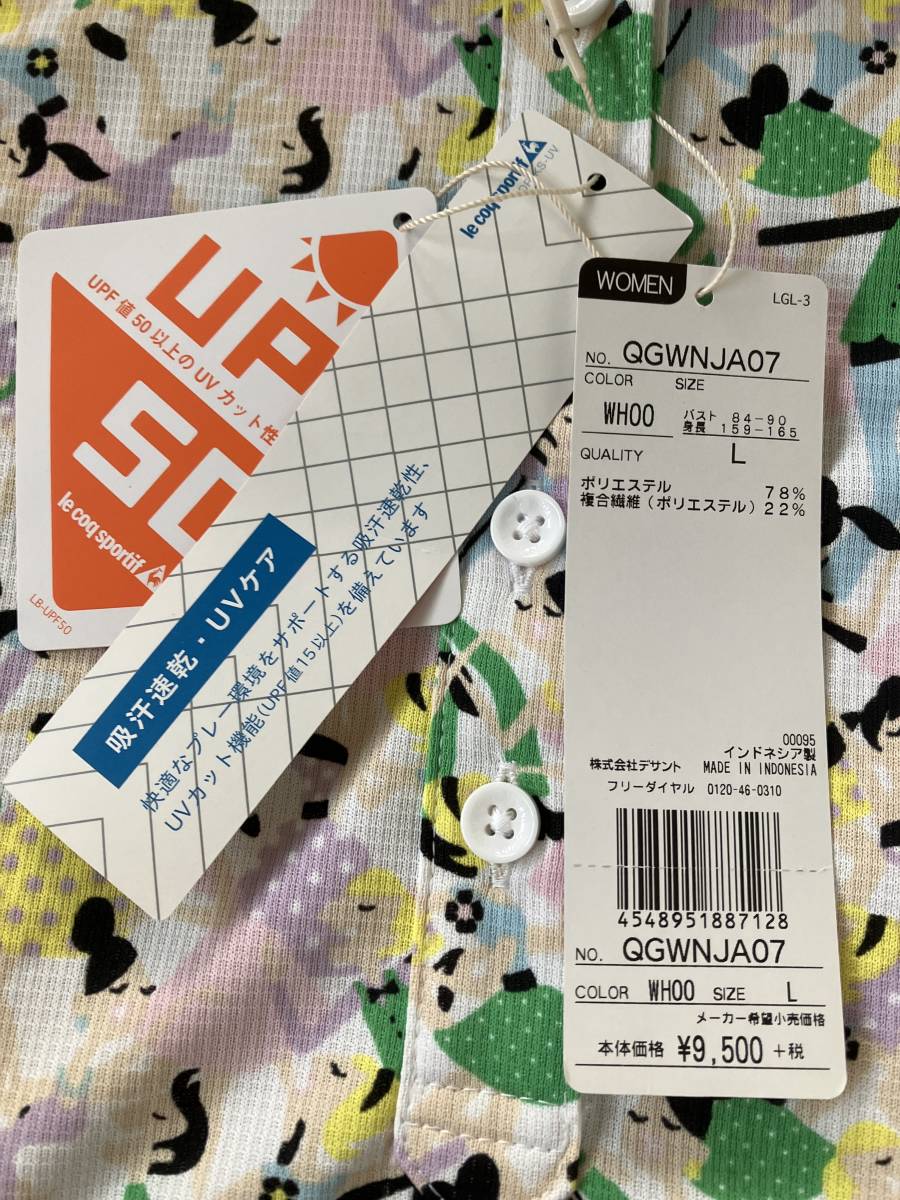 UP
UPF値50以上のUVカット性
50
le coq sportif
LB-UPF50
le coq sportif
吸汗速乾・UVケア
快適なプレー環境をサポートする吸汗速乾性、
UVカット機能(UPF値15以上)を備えています
WOMEN
LGL-3
NO. QGWNJA07
COLOR SIZE
WH00 バスト 84-90
身長 159-165
QUALITY L
ポリエステル 78%
複合繊維(ポリエステル)22%
00095
インドネシア製
株式会社デサント MADE IN INDONESIA
フリーダイヤル 0120-46-0310
4548951887128
NO. QGWNJA07
COLOR WH00 SIZE L
メーカー希望小売価格
本体価格 ¥9,500 +税